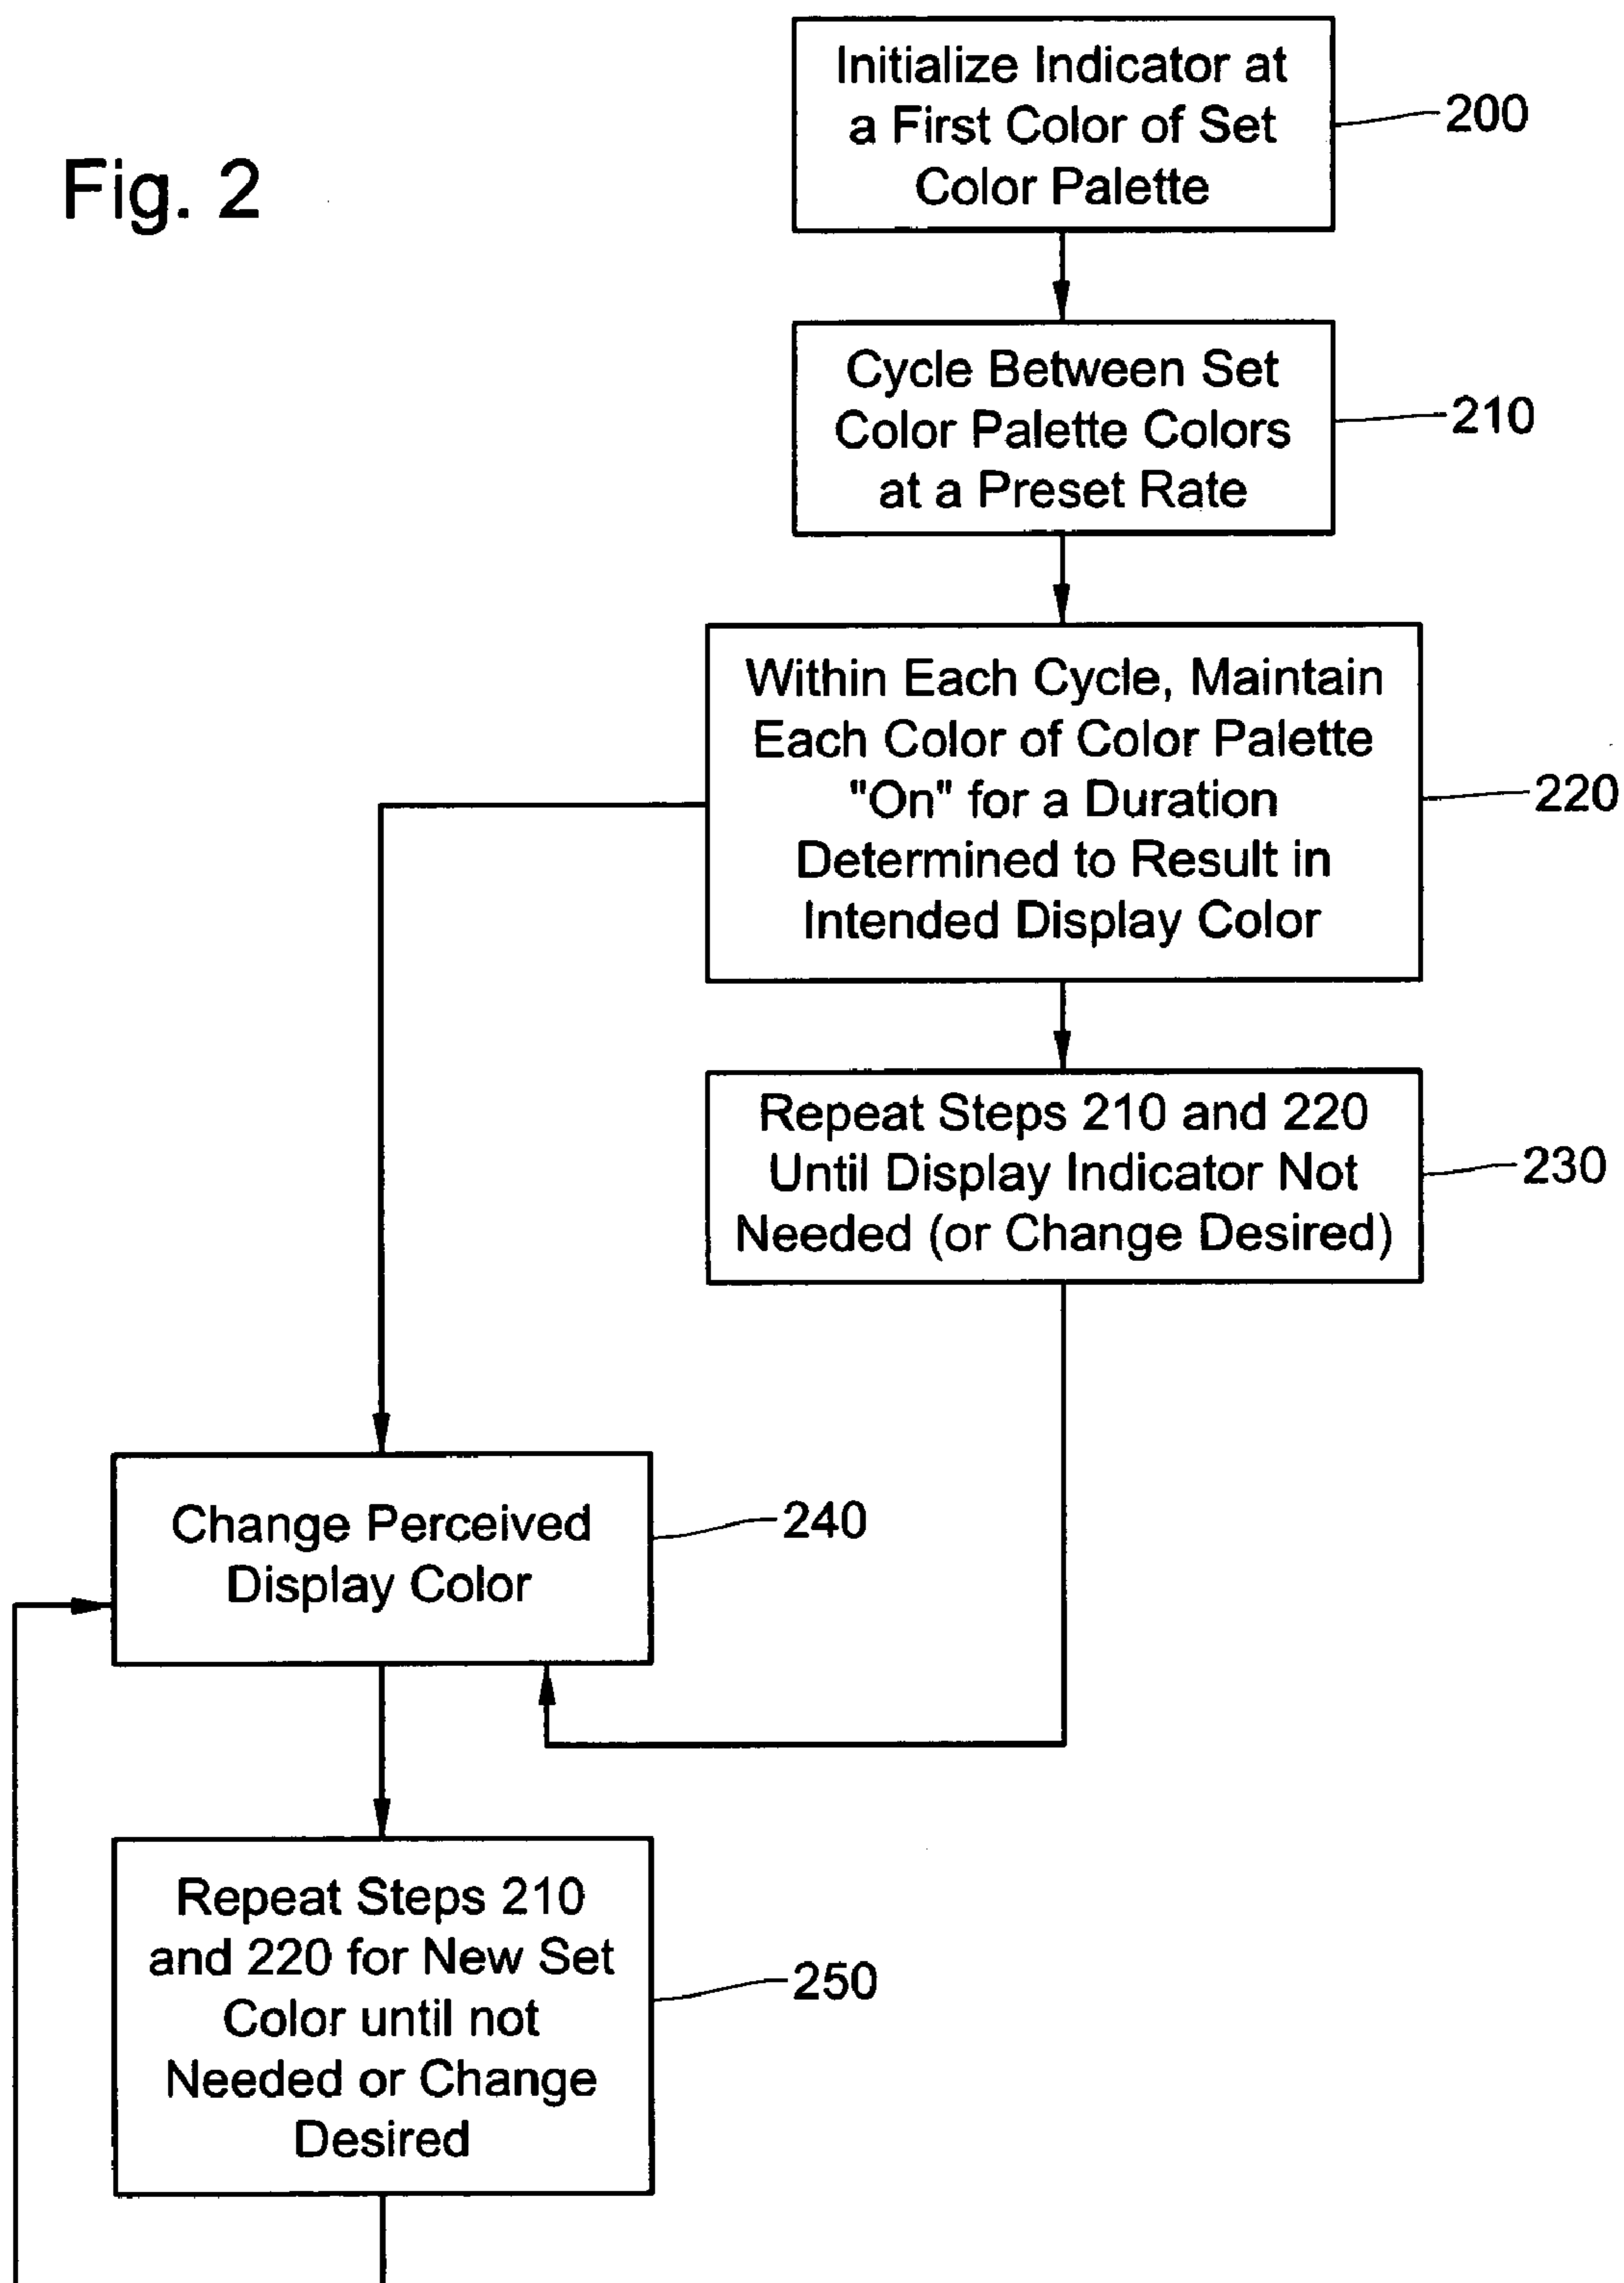 Fig. 2
Initialize Indicator at
a First Color of Set
Color Palette
200
Cycle Between Set
Color Palette Colors
at a Preset Rate
210
Within Each Cycle, Maintain
Each Color of Color Palette
"On" for a Duration
Determined to Result in
Intended Display Color
220
Repeat Steps 210 and 220
Until Display Indicator Not
Needed (or Change Desired)
230
Change Perceived
Display Color
240
Repeat Steps 210
and 220 for New Set
Color until not
Needed or Change
Desired
250